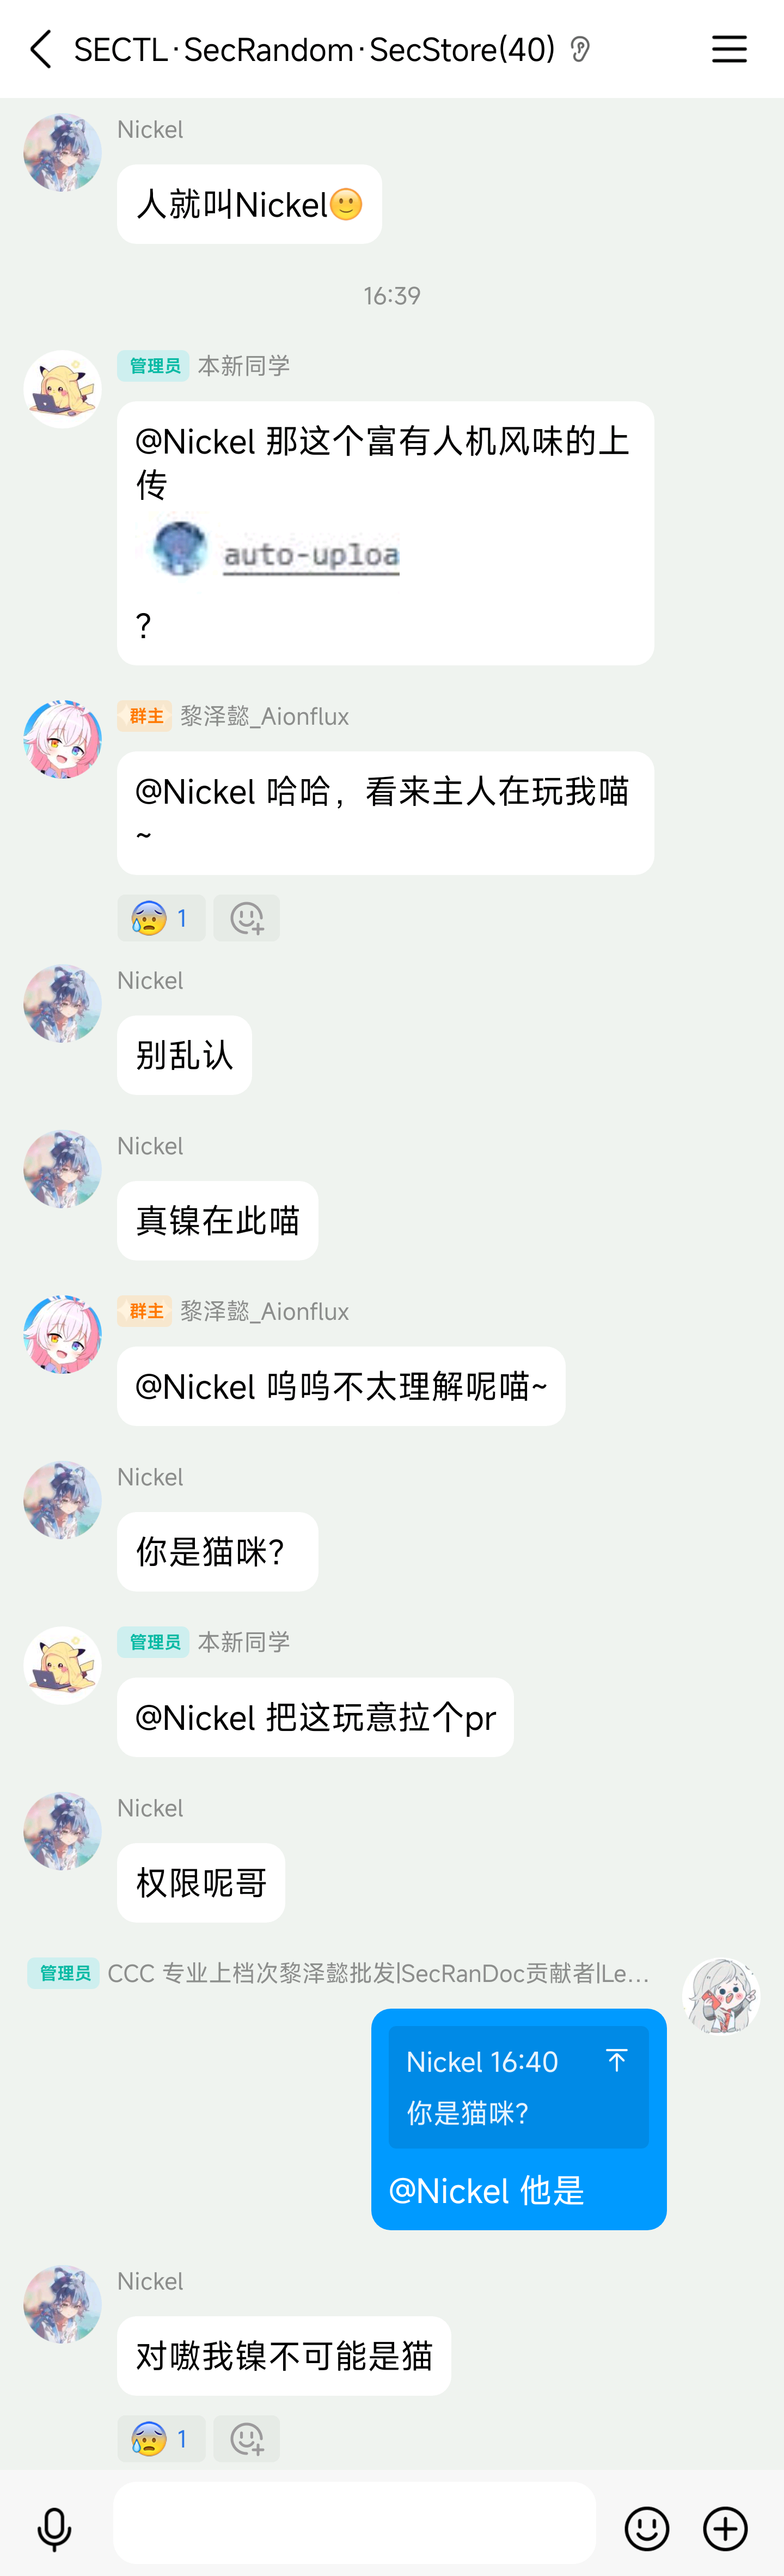 SECTL·SecRandom·SecStore(40)
Nickel
人就叫Nickel🙂
16:39
管理员 本新同学
@Nickel 那这个富有人机风味的上
传
auto-uploa
?
群主 黎泽懿_Aionflux
@Nickel 哈哈，看来主人在玩我喵
~
😰 1
Nickel
别乱认
Nickel
真镍在此喵
群主 黎泽懿_Aionflux
@Nickel 呜呜不太理解呢喵~
Nickel
你是猫咪？
管理员 本新同学
@Nickel 把这玩意拉个pr
Nickel
权限呢哥
管理员 CCC 专业上档次黎泽懿批发|SecRanDoc贡献者|Le...
Nickel 16:40
你是猫咪？
@Nickel 他是
Nickel
对嗷我镍不可能是猫
😰 1